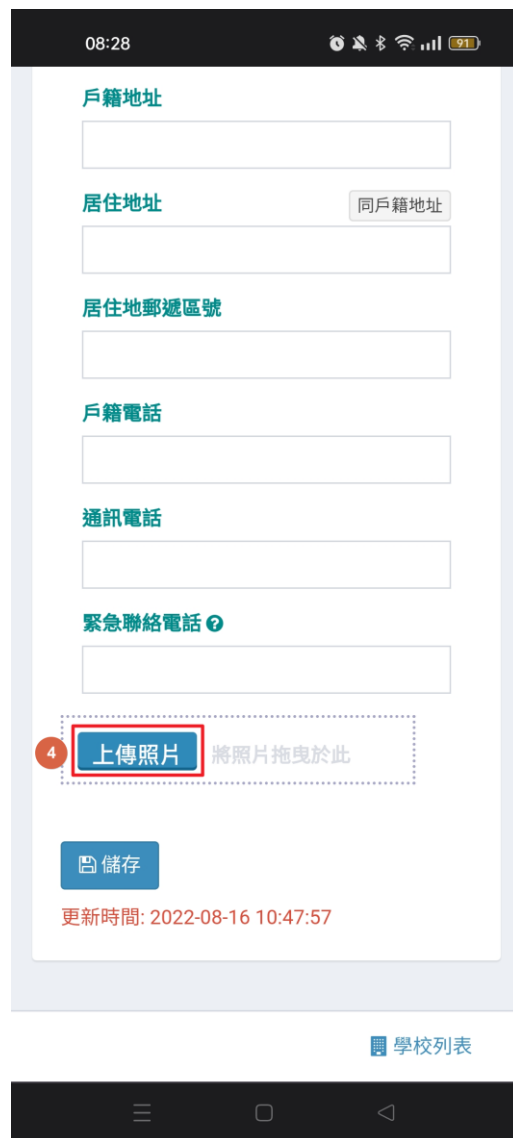 08:28
91
戶籍地址
居住地址 同戶籍地址
居住地郵遞區號
戶籍電話
通訊電話
緊急聯絡電話
4 上傳照片 將照片拖曳於此
儲存
更新時間: 2022-08-16 10:47:57
學校列表